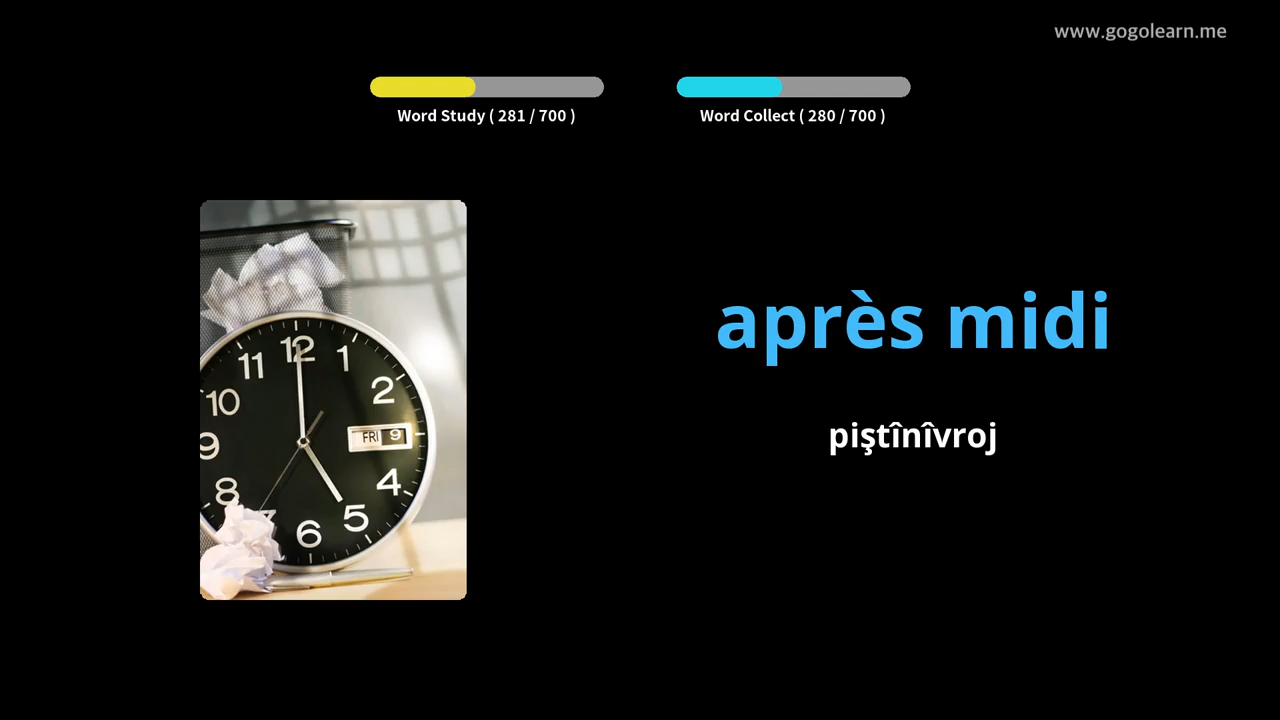 www.gogolearn.me
Word Study ( 281 / 700 )
Word Collect ( 280 / 700 )
après midi
piştînîvroj
12
11
1
10
2
9
FRI 9
8
4
7
5
6